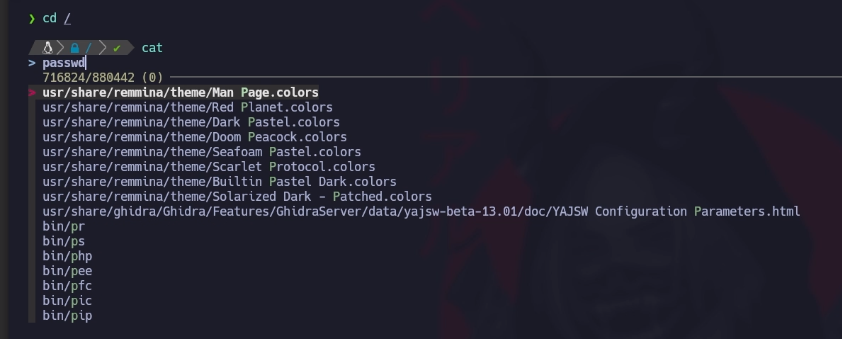 ❯ cd /
/ ✔ cat
> passwd
716824/880442 (0)
> usr/share/remmina/theme/Man Page.colors
usr/share/remmina/theme/Red Planet.colors
usr/share/remmina/theme/Dark Pastel.colors
usr/share/remmina/theme/Doom Peacock.colors
usr/share/remmina/theme/Seafoam Pastel.colors
usr/share/remmina/theme/Scarlet Protocol.colors
usr/share/remmina/theme/Builtin Pastel Dark.colors
usr/share/remmina/theme/Solarized Dark - Patched.colors
usr/share/ghidra/Ghidra/Features/GhidraServer/data/yajsw-beta-13.01/doc/YAJSW Configuration Parameters.html
bin/pr
bin/ps
bin/php
bin/pee
bin/pfc
bin/pic
bin/pip